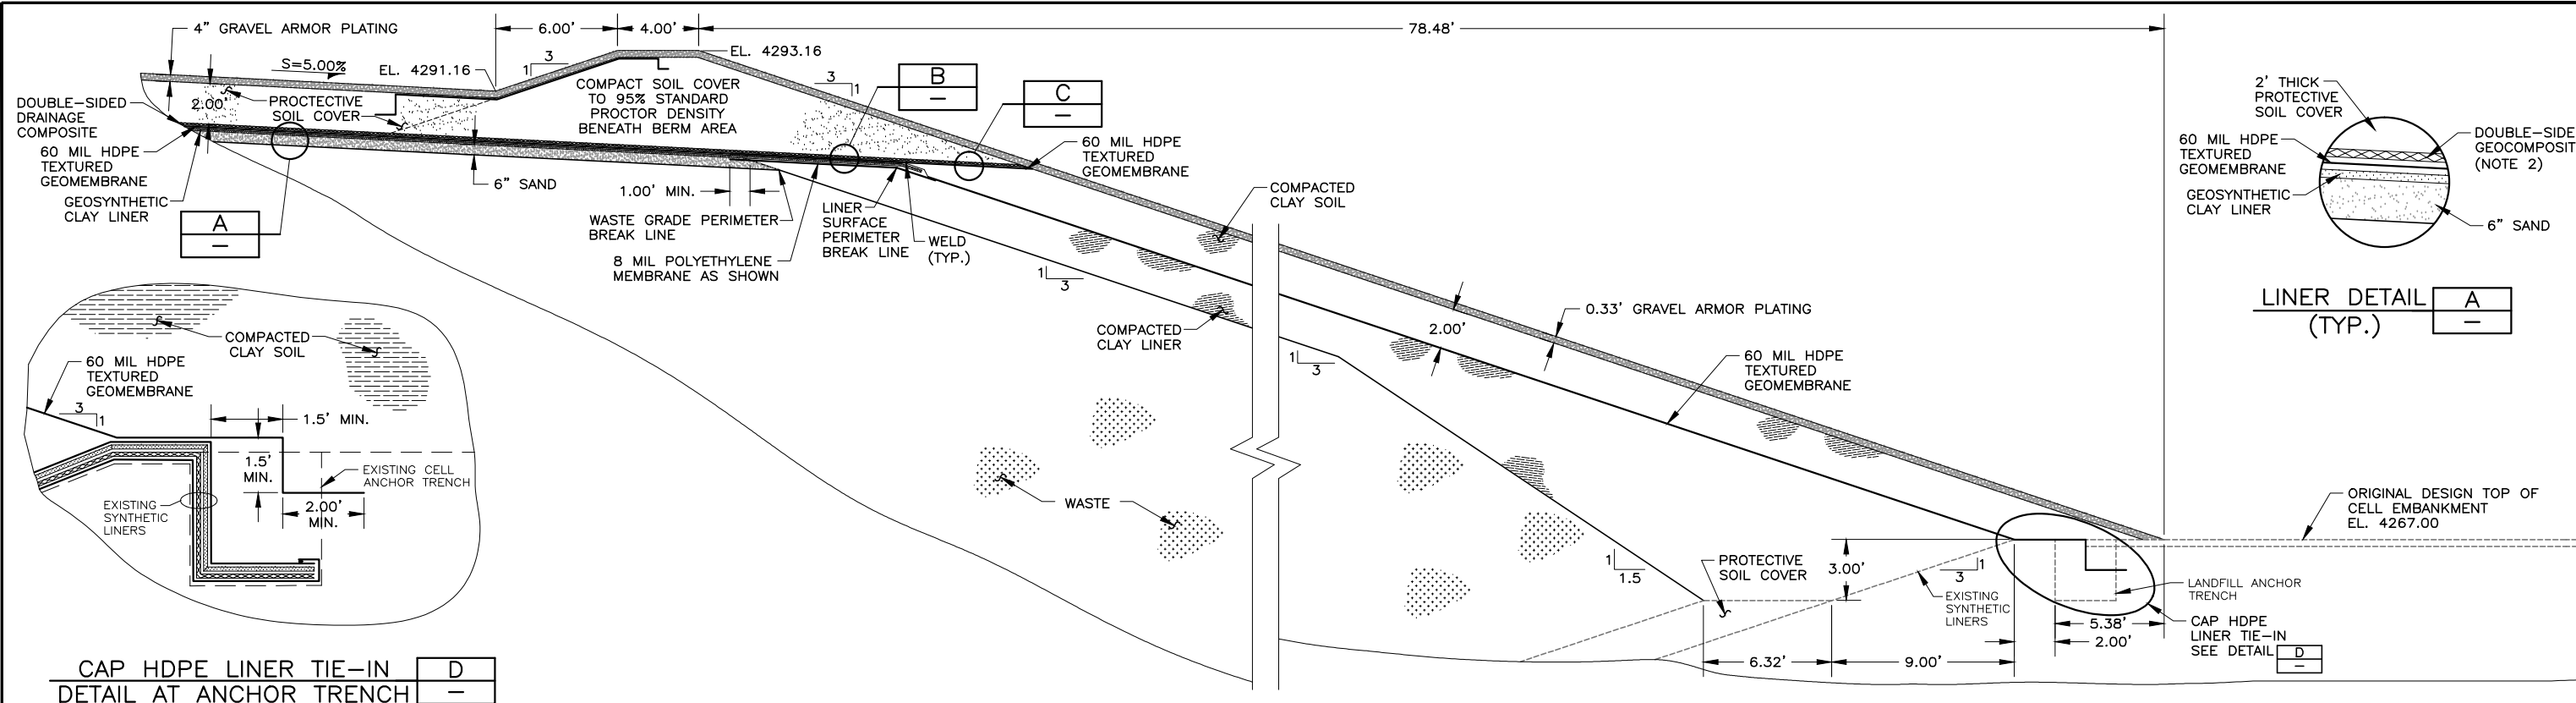 4" GRAVEL ARMOR PLATING
6.00'
4.00'
78.48'
S=5.00%
EL. 4291.16
3
1
EL. 4293.16
3
1
DOUBLE-SIDED
DRAINAGE
COMPOSITE
2.00'
PROCTECTIVE
SOIL COVER
COMPACT SOIL COVER
TO 95% STANDARD
PROCTOR DENSITY
BENEATH BERM AREA
B
–
C
–
60 MIL HDPE
TEXTURED
GEOMEMBRANE
GEOSYNTHETIC
CLAY LINER
A
–
6" SAND
1.00' MIN.
WASTE GRADE PERIMETER
BREAK LINE
8 MIL POLYETHYLENE
MEMBRANE AS SHOWN
LINER
SURFACE
PERIMETER
BREAK LINE
WELD
(TYP.)
60 MIL HDPE
TEXTURED
GEOMEMBRANE
COMPACTED
CLAY SOIL
1
3
COMPACTED
CLAY LINER
1
3
2.00'
0.33' GRAVEL ARMOR PLATING
60 MIL HDPE
TEXTURED
GEOMEMBRANE
WASTE
1
1.5
PROTECTIVE
SOIL COVER
3.00'
3
1
EXISTING
SYNTHETIC
LINERS
6.32'
9.00'
5.38'
2.00'
ORIGINAL DESIGN TOP OF
CELL EMBANKMENT
EL. 4267.00
LANDFILL ANCHOR
TRENCH
CAP HDPE
LINER TIE-IN
SEE DETAIL
D
–
2' THICK
PROTECTIVE
SOIL COVER
60 MIL HDPE
TEXTURED
GEOMEMBRANE
GEOSYNTHETIC
CLAY LINER
DOUBLE-SIDE
GEOCOMPOSIT
(NOTE 2)
6" SAND
LINER DETAIL
(TYP.)
A
–
COMPACTED
CLAY SOIL
60 MIL HDPE
TEXTURED
GEOMEMBRANE
3
1
1.5' MIN.
1.5'
MIN.
EXISTING CELL
ANCHOR TRENCH
EXISTING
SYNTHETIC
LINERS
2.00'
MIN.
CAP HDPE LINER TIE-IN
DETAIL AT ANCHOR TRENCH
D
–